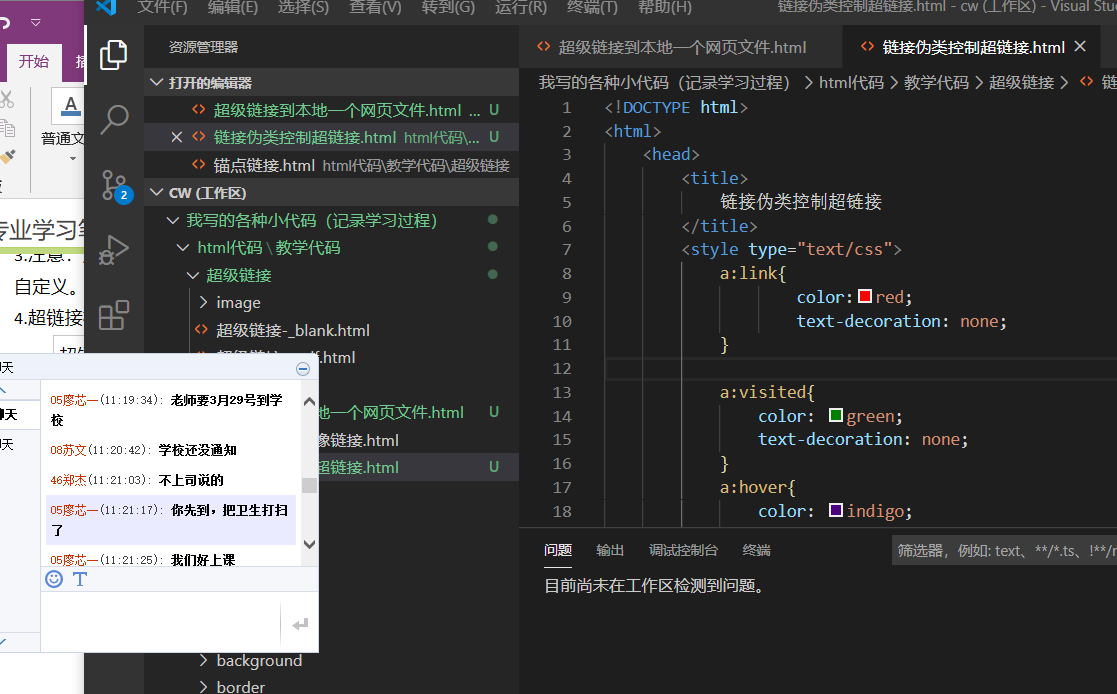 文件(F) 编辑(E) 选择(S) 查看(V) 转到(G) 运行(R) 终端(T) 帮助(H)
链接伪类控制超链接.html - cw (工作区) - Visual Stu
开始
普通文
专业学习笔
3.注意:
自定义。
4.超链接
资源管理器
打开的编辑器
超级链接到本地一个网页文件.html ... U
链接伪类控制超链接.html html代码\... U
锚点链接.html html代码\教学代码\超级链接
CW (工作区)
2
我写的各种小代码（记录学习过程）
html代码 \ 教学代码
超级链接
image
超级链接-_blank.html
f.html
地一个网页文件.html U
像链接.html
超链接.html U
background
border
聊天
05廖芯一(11:19:34): 老师要3月29号到学
校
08苏文(11:20:42): 学校还没通知
46郑杰(11:21:03): 不上司说的
05廖芯一(11:21:17): 你先到，把卫生打扫
了
05廖芯一(11:21:25): 我们好上课
T
超级链接到本地一个网页文件.html
链接伪类控制超链接.html
我写的各种小代码（记录学习过程） > html代码 > 教学代码 > 超级链接 > 链
1 <!DOCTYPE html>
2 <html>
3 <head>
4 <title>
5 链接伪类控制超链接
6 </title>
7 <style type="text/css">
8 a:link{
9 color: red;
10 text-decoration: none;
11 }
12
13 a:visited{
14 color: green;
15 text-decoration: none;
16 }
17 a:hover{
18 color: indigo;
问题 输出 调试控制台 终端
筛选器，例如: text、**/*.ts、!**/n
目前尚未在工作区检测到问题。